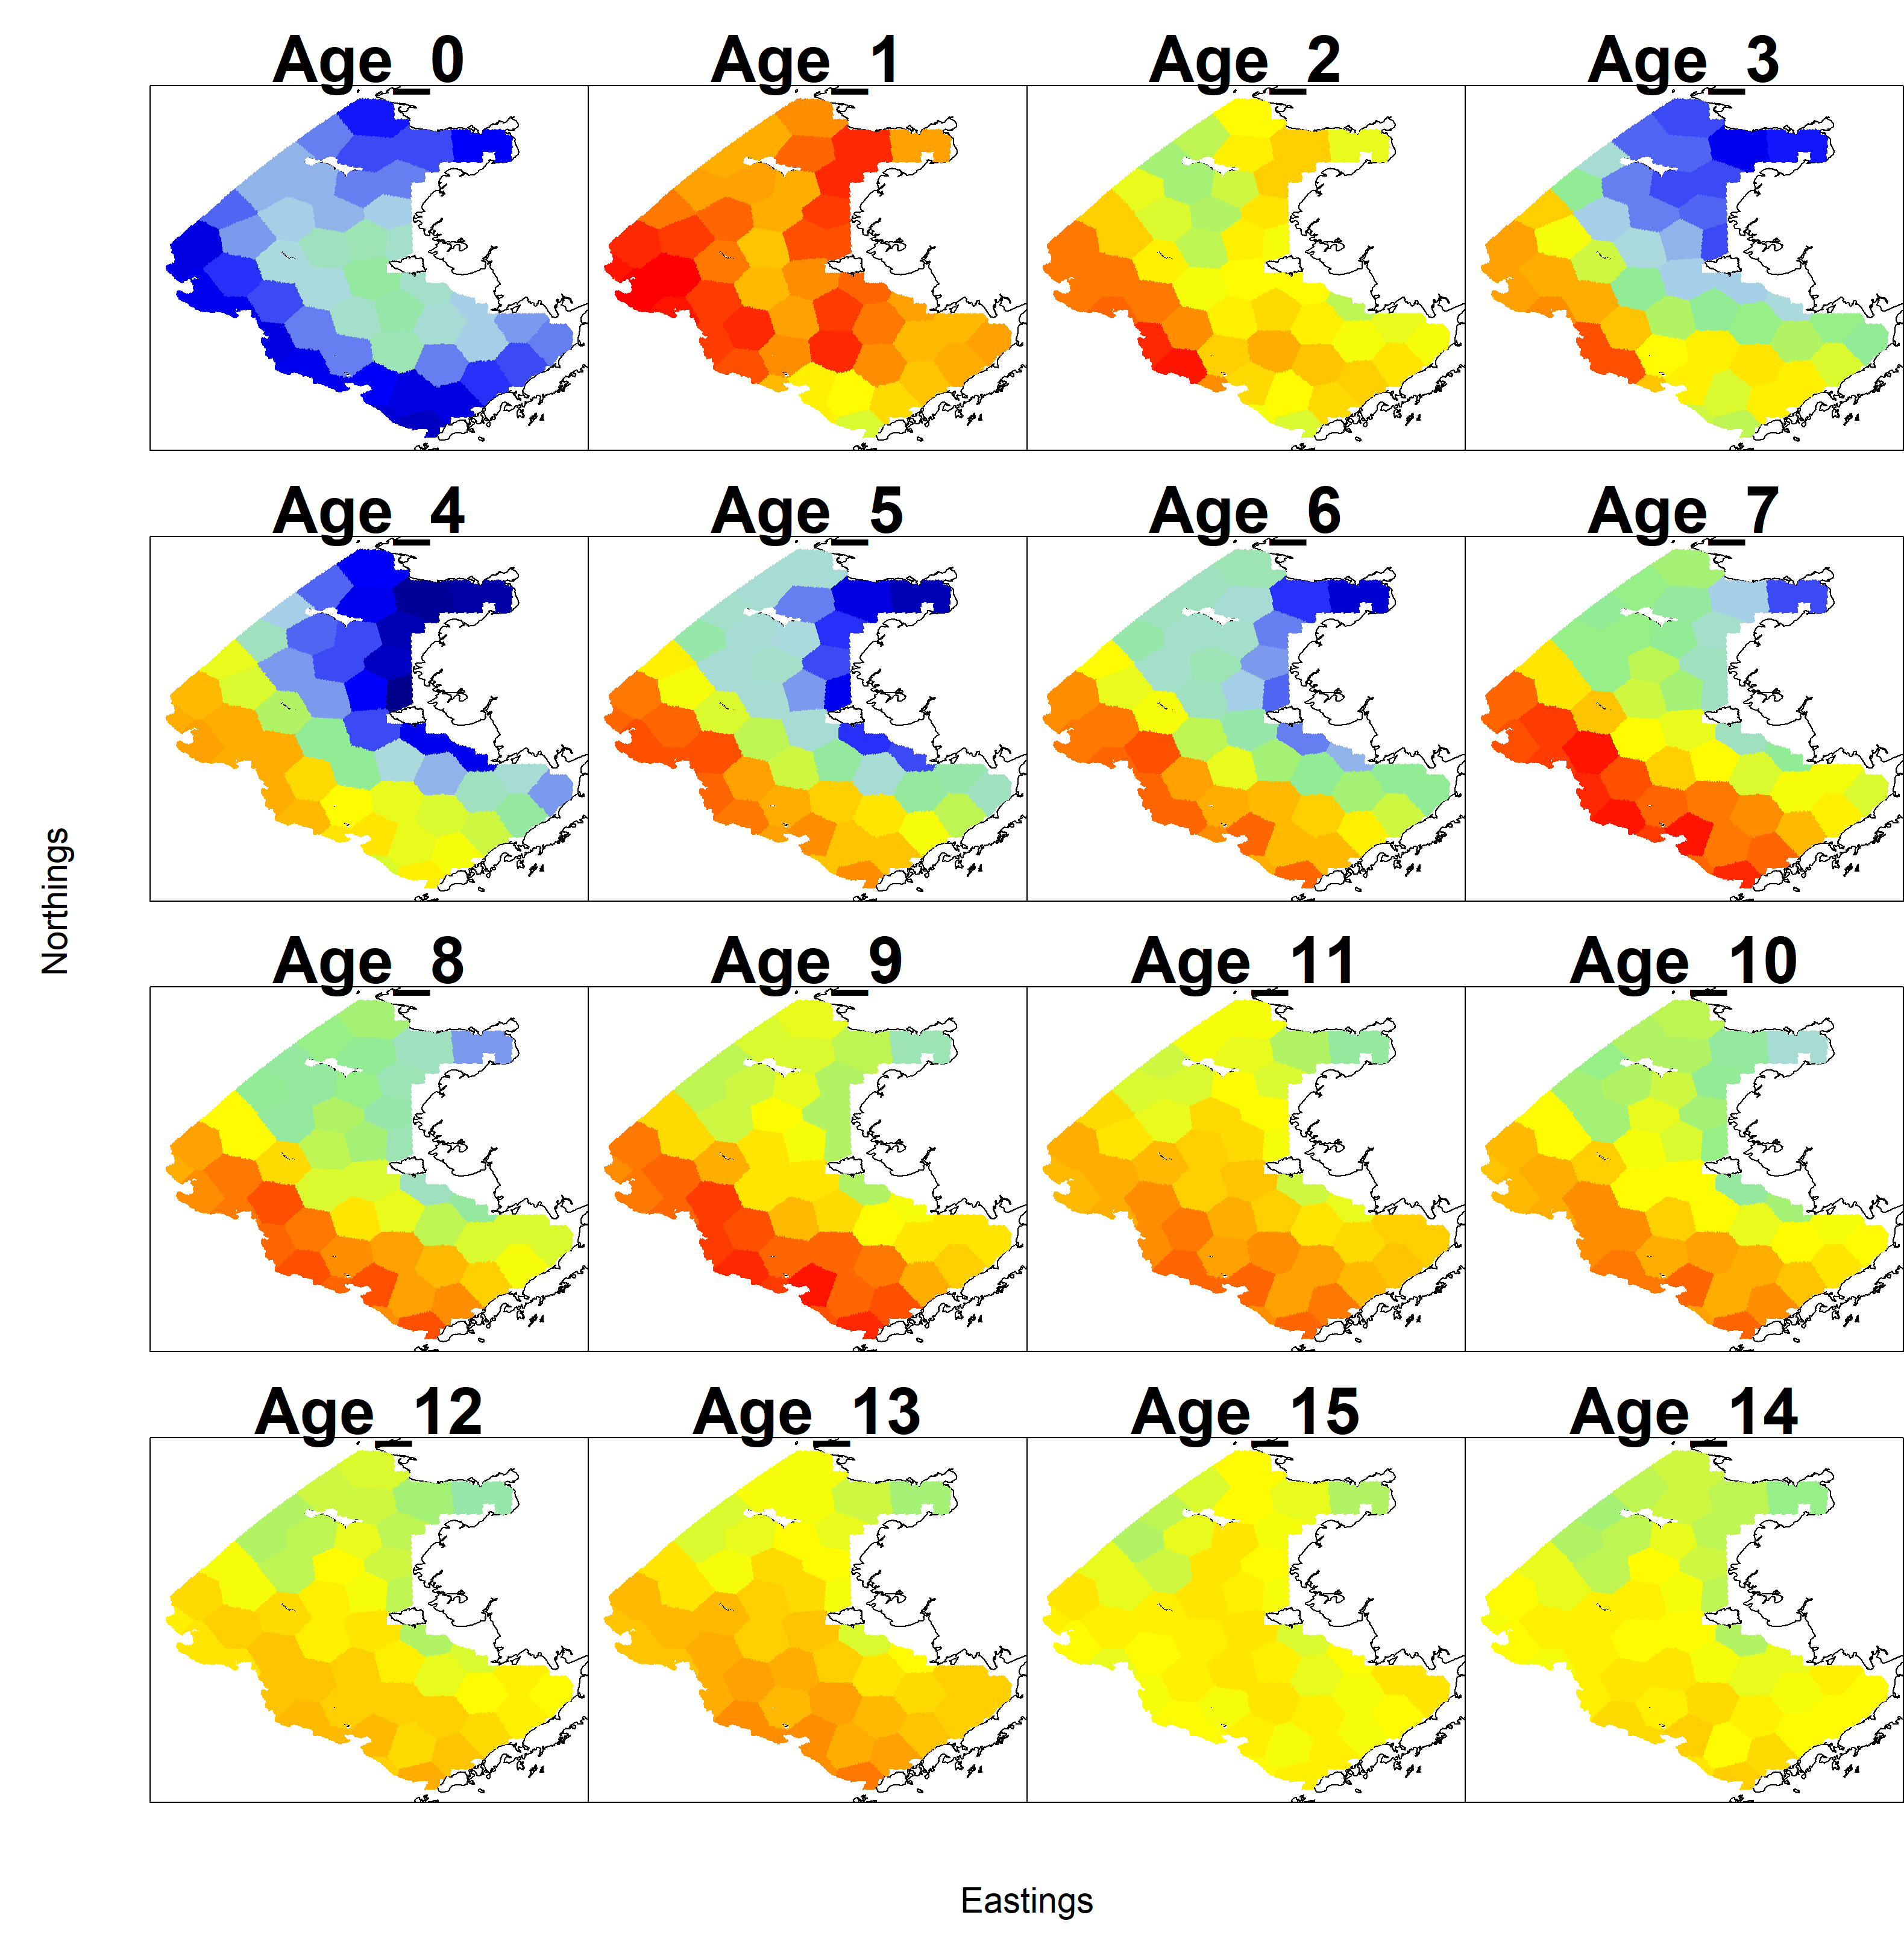 Age_0 Age_1 Age_2 Age_3
Age_4 Age_5 Age_6 Age_7
Northings
Age_8 Age_9 Age_11 Age_10
Age_12 Age_13 Age_15 Age_14
Eastings